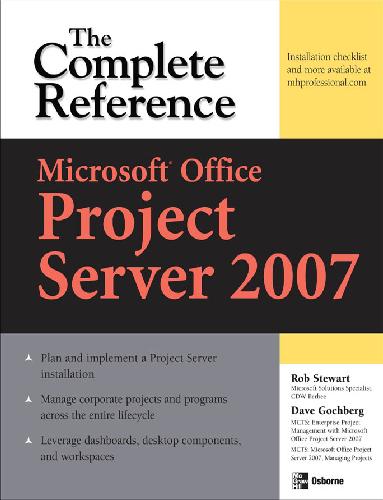 The
Complete
Reference
Installation checklist
and more available at
mhprofessional.com
Microsoft® Office
Project
Server 2007
Plan and implement a Project Server
installation
Manage corporate projects and programs
across the entire lifecycle
Leverage dashboards, desktop components,
and workspaces
Rob Stewart
Microsoft Solutions Specialist,
CDW Berbee
Dave Gochberg
MCTS: Enterprise Project
Management with Microsoft
Office Project Server 2007
MCTS: Microsoft Office Project
Server 2007, Managing Projects
Mc
Graw
Hill
Osborne